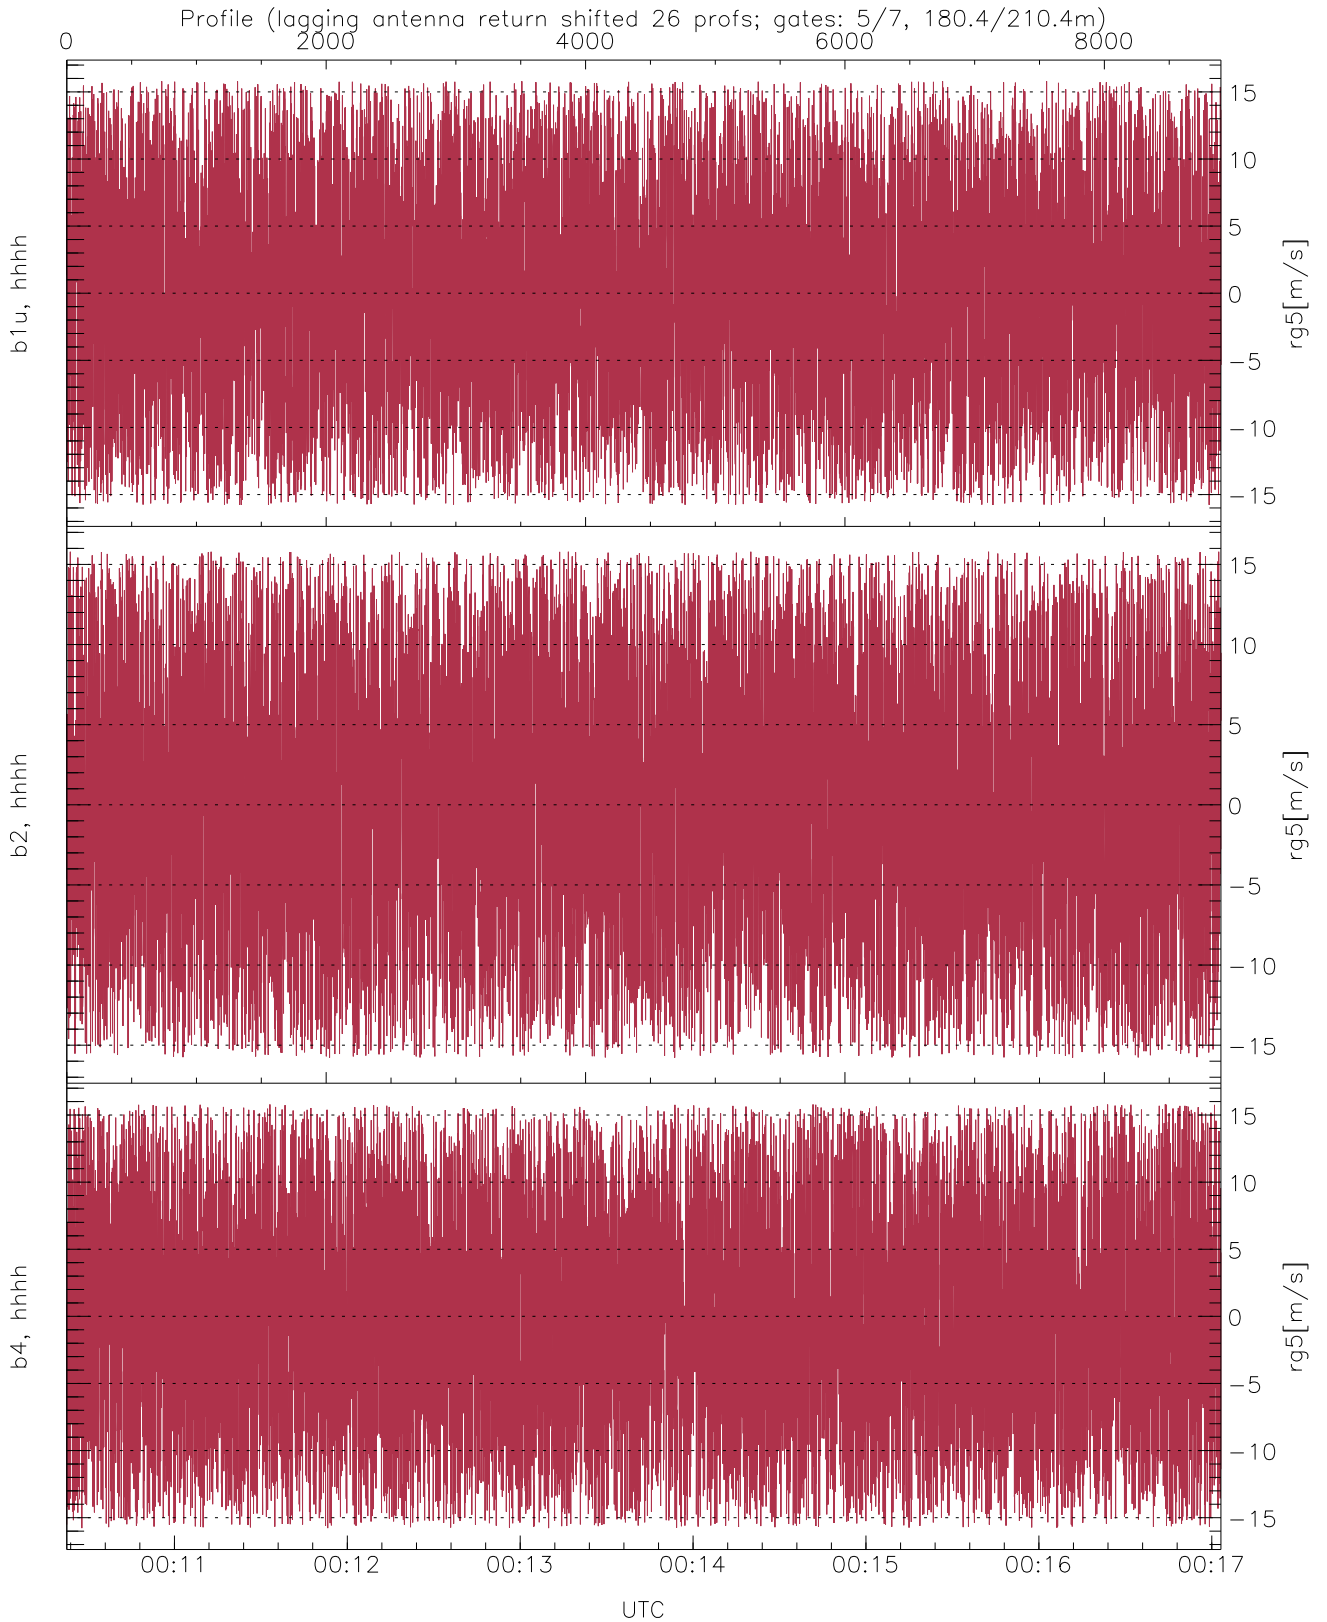 Profile (lagging antenna return shifted 26 profs; gates: 5/7, 180.4/210.4m)
0 2000 4000 6000 8000
15
10
5
0
-5
-10
-15
b1u, hhhh
rg5[m/s]
15
10
5
0
-5
-10
-15
b2, hhhh
rg5[m/s]
15
10
5
0
-5
-10
-15
b4, hhhh
rg5[m/s]
00:11 00:12 00:13 00:14 00:15 00:16 00:17
UTC